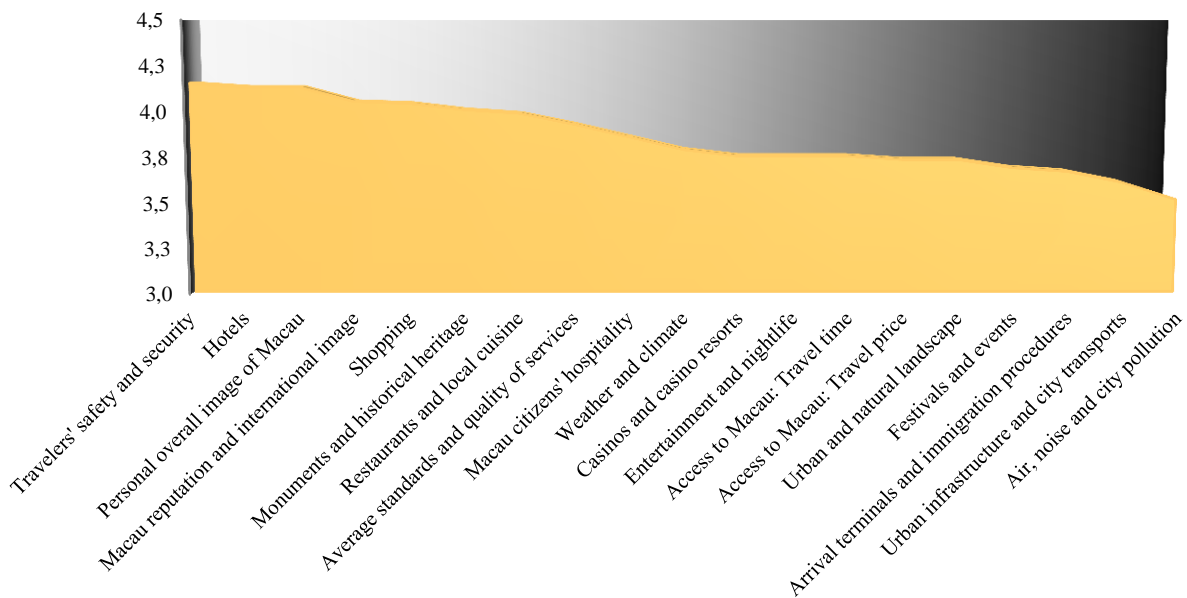 4,5
4,3
4,0
3,8
3,5
3,3
3,0
Travelers' safety and security
Hotels
Personal overall image of Macau
Macau reputation and international image
Shopping
Monuments and historical heritage
Restaurants and local cuisine
Average standards and quality of services
Macau citizens' hospitality
Weather and climate
Casinos and casino resorts
Entertainment and nightlife
Access to Macau: Travel time
Access to Macau: Travel price
Urban and natural landscape
Festivals and events
Arrival terminals and immigration procedures
Urban infrastructure and city transports
Air, noise and city pollution